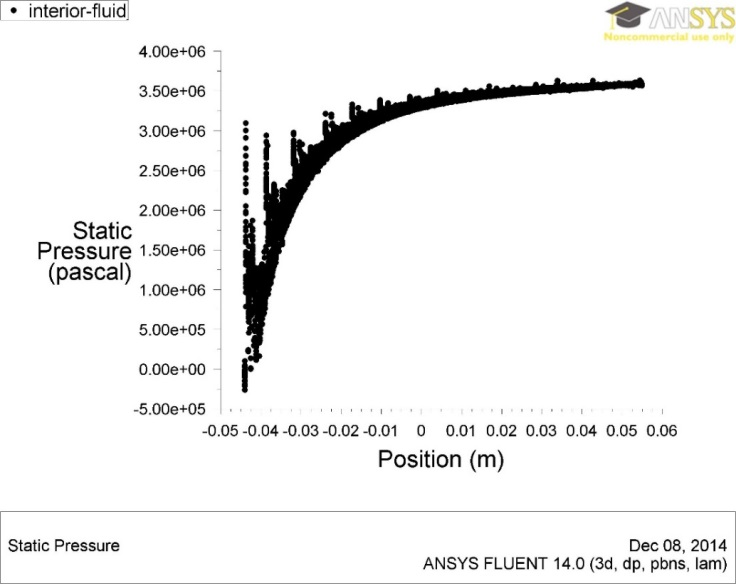 • interior-fluid
ANSYS
Noncommercial use only
4.00e+06
3.50e+06
3.00e+06
2.50e+06
2.00e+06
1.50e+06
1.00e+06
5.00e+05
0.00e+00
-5.00e+05
Static
Pressure
(pascal)
-0.05 -0.04 -0.03 -0.02 -0.01 0 0.01 0.02 0.03 0.04 0.05 0.06
Position (m)
Static Pressure
Dec 08, 2014
ANSYS FLUENT 14.0 (3d, dp, pbns, lam)